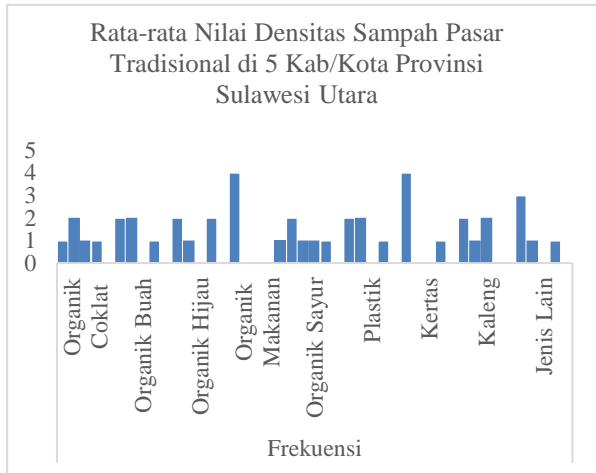 Rata-rata Nilai Densitas Sampah Pasar
Tradisional di 5 Kab/Kota Provinsi
Sulawesi Utara
5
4
3
2
1
0
Organik
Coklat
Organik Buah
Organik Hijau
Organik
Makanan
Organik Sayur
Plastik
Kertas
Kaleng
Jenis Lain
Frekuensi